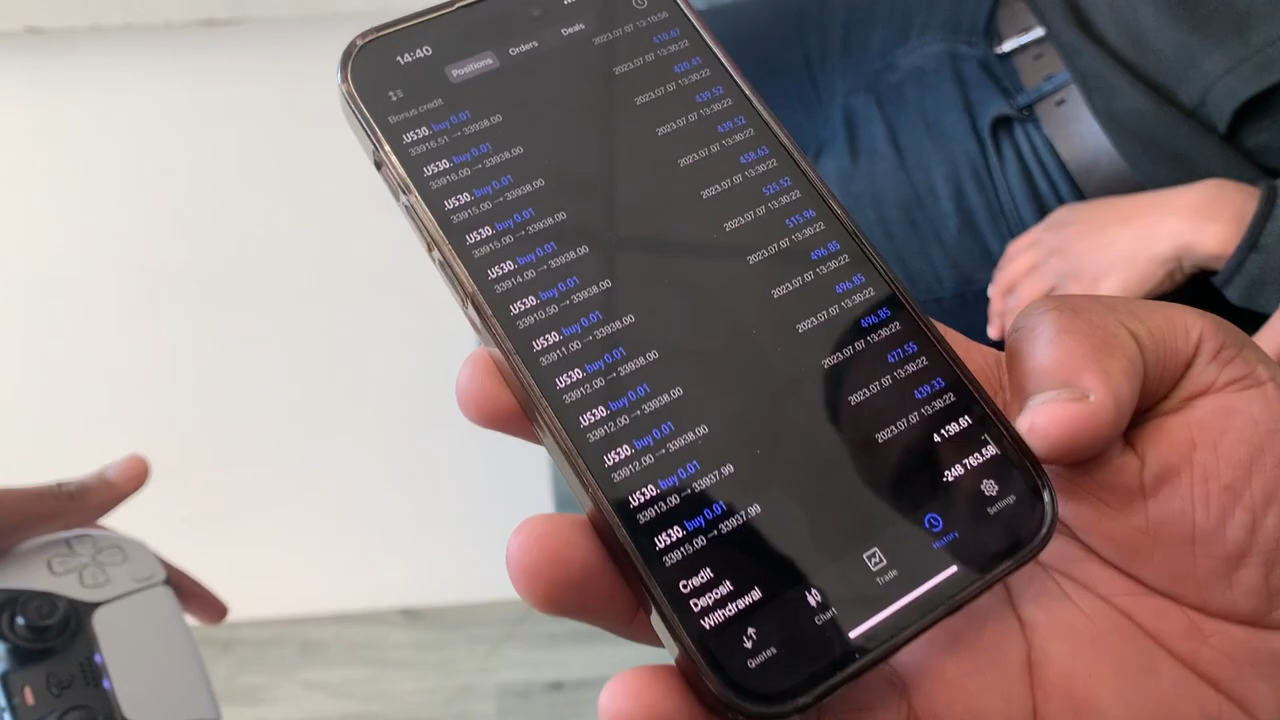 14:40
Positions Orders Deals
Bonus credit 2023.07.07 13:10:56
.US30. buy 0.01 410.67
33916.51 → 33938.00 2023.07.07 13:30:22
.US30. buy 0.01 420.41
33916.00 → 33938.00 2023.07.07 13:30:22
.US30. buy 0.01 439.52
33915.00 → 33938.00 2023.07.07 13:30:22
.US30. buy 0.01 439.52
33915.00 → 33938.00 2023.07.07 13:30:22
.US30. buy 0.01 458.63
33914.00 → 33938.00 2023.07.07 13:30:22
.US30. buy 0.01 525.52
33910.50 → 33938.00 2023.07.07 13:30:22
.US30. buy 0.01 515.96
33911.00 → 33938.00 2023.07.07 13:30:22
.US30. buy 0.01 496.85
33912.00 → 33938.00 2023.07.07 13:30:22
.US30. buy 0.01 496.85
33912.00 → 33938.00 2023.07.07 13:30:22
.US30. buy 0.01 496.85
33912.00 → 33938.00 2023.07.07 13:30:22
.US30. buy 0.01 477.55
33913.00 → 33937.99 2023.07.07 13:30:22
.US30. buy 0.01 439.33
33915.00 → 33937.99 2023.07.07 13:30:22
Credit 4 139.61
Deposit
Withdrawal -248 763.58
Quotes Chart Trade History Settings